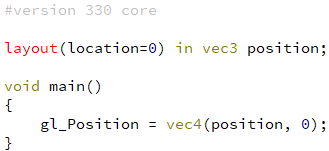 #version 330 core
layout(location=0) in vec3 position;
void main()
{
    gl_Position = vec4(position, 0);
}